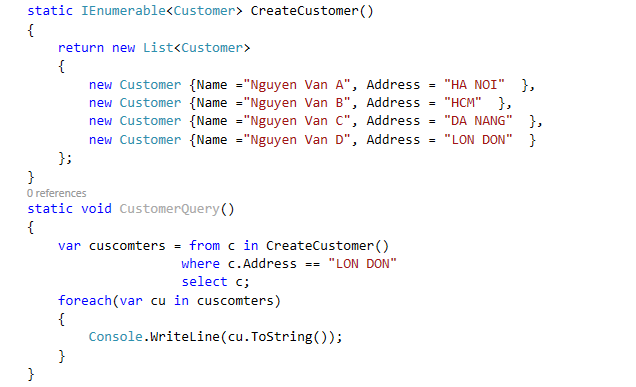 static IEnumerable<Customer> CreateCustomer()
{
    return new List<Customer>
    {
        new Customer {Name ="Nguyen Van A", Address = "HA NOI"  },
        new Customer {Name ="Nguyen Van B", Address = "HCM"  },
        new Customer {Name ="Nguyen Van C", Address = "DA NANG"  },
        new Customer {Name ="Nguyen Van D", Address = "LON DON"  }
    };
}
0 references
static void CustomerQuery()
{
    var cuscomters = from c in CreateCustomer()
                    where c.Address == "LON DON"
                    select c;
    foreach(var cu in cuscomters)
    {
        Console.WriteLine(cu.ToString());
    }
}